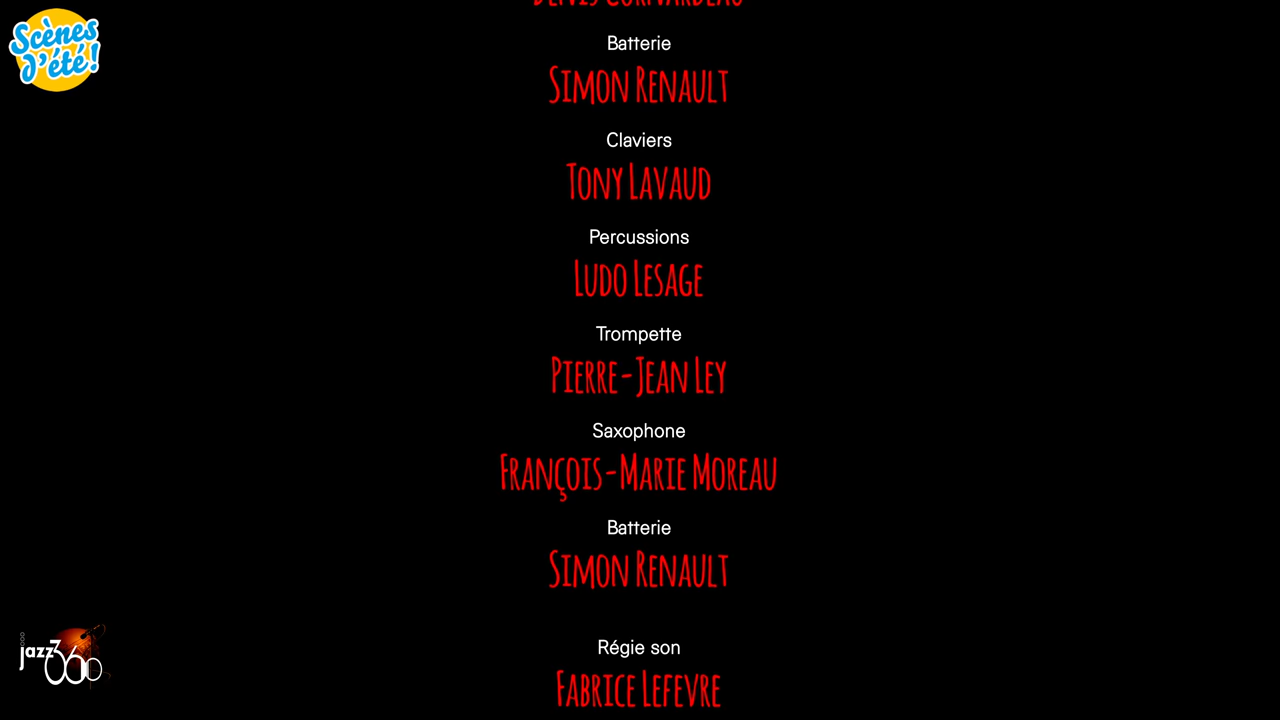 Scènes
d'été!
Batterie
SIMON RENAULT
Claviers
TONY LAVAUD
Percussions
LUDO LESAGE
Trompette
PIERRE-JEAN LEY
Saxophone
FRANÇOIS-MARIE MOREAU
Batterie
SIMON RENAULT
Régie son
FABRICE LEFEVRE
jazz360